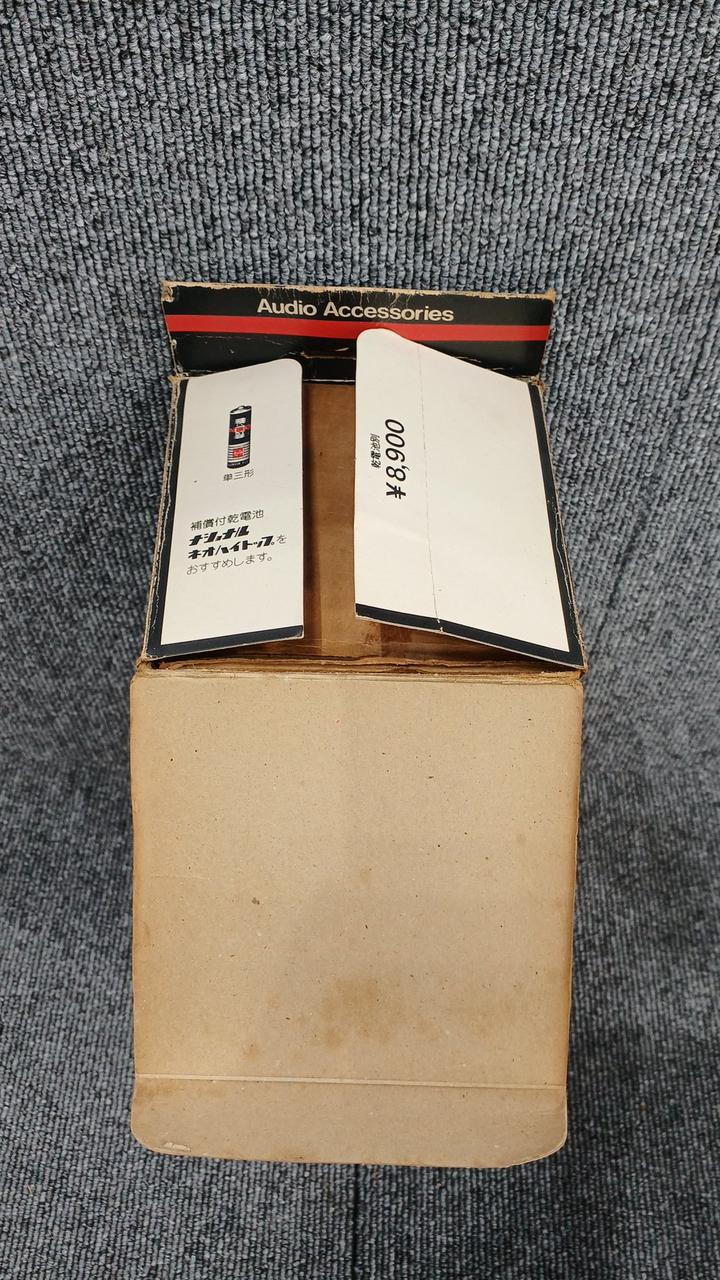 Audio Accessories
単三形
補償付乾電池
ナショナル
ネオハイトップ®を
おすすめします。
¥8,900